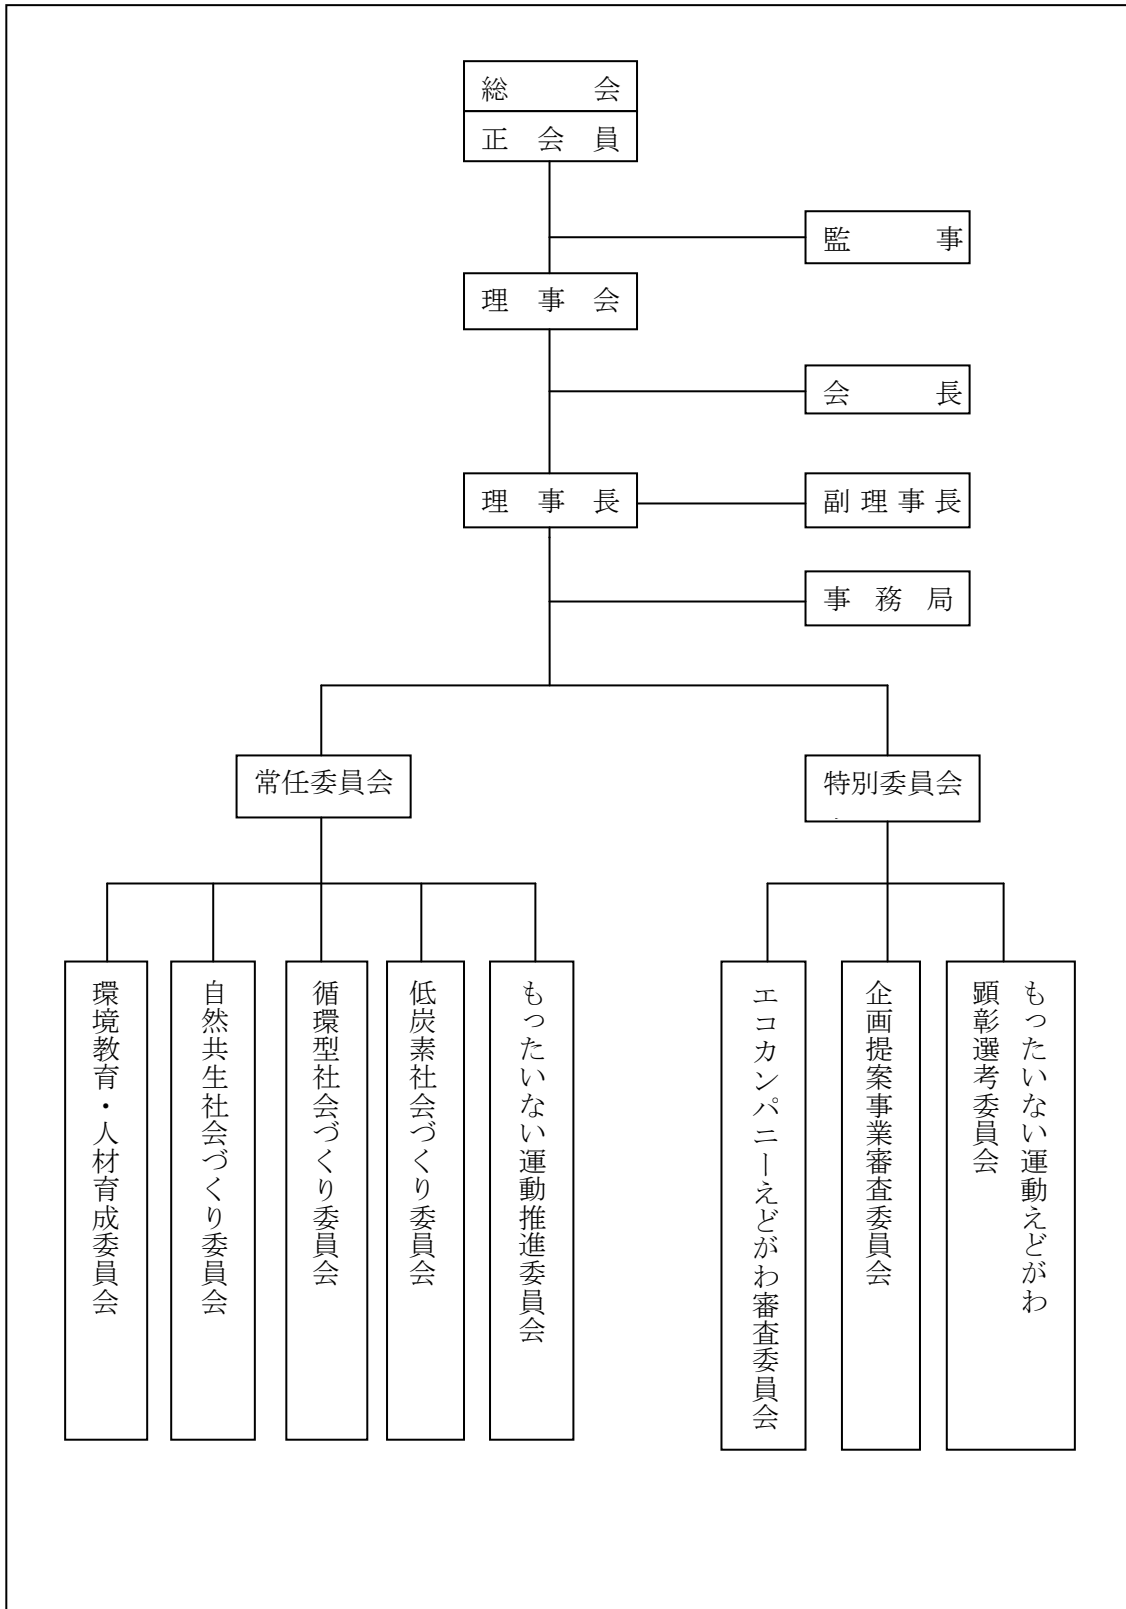 総会
正会員
監事
理事会
会長
理事長
副理事長
事務局
常任委員会
特別委員会
もったいない運動えどがわ
顕彰選考委員会
企画提案事業審査委員会
エコカンパニーえどがわ審査委員会
もったいない運動推進委員会
低炭素社会づくり委員会
循環型社会づくり委員会
自然共生社会づくり委員会
環境教育・人材育成委員会